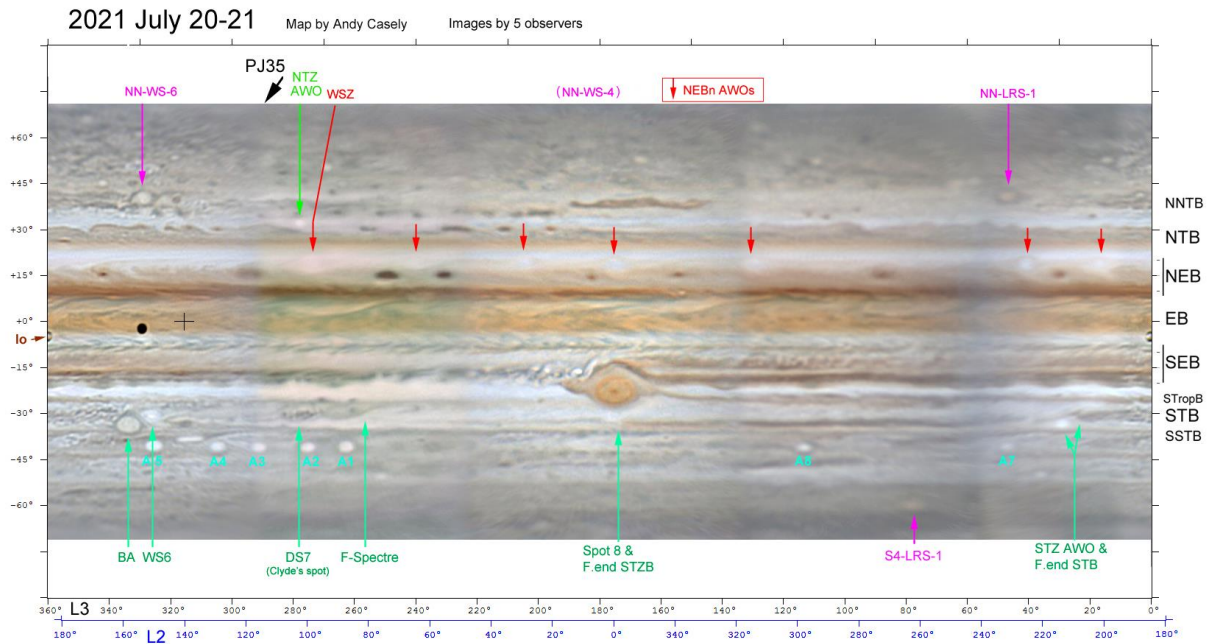 2021 July 20-21 Map by Andy Casely Images by 5 observers
PJ35
NN-WS-6
NTZ
AWO
WSZ
(NN-WS-4)
NEBn AWOs
NN-LRS-1
+60°
+45°
+30°
+15°
+0°
-15°
-30°
-45°
-60°
Io
NNTB
NTB
NEB
EB
SEB
STropB
STB
SSTB
A5 A4 A3 A2 A1 A8 A7
BA WS6
DS7
(Clyde's spot)
F-Spectre
Spot 8 &
F.end STZB
S4-LRS-1
STZ AWO &
F.end STB
360° L3 340° 320° 300° 280° 260° 240° 220° 200° 180° 160° 140° 120° 100° 80° 60° 40° 20° 0°
180° 160° L2 140° 120° 100° 80° 60° 40° 20° 0° 340° 320° 300° 280° 260° 240° 220° 200° 180°